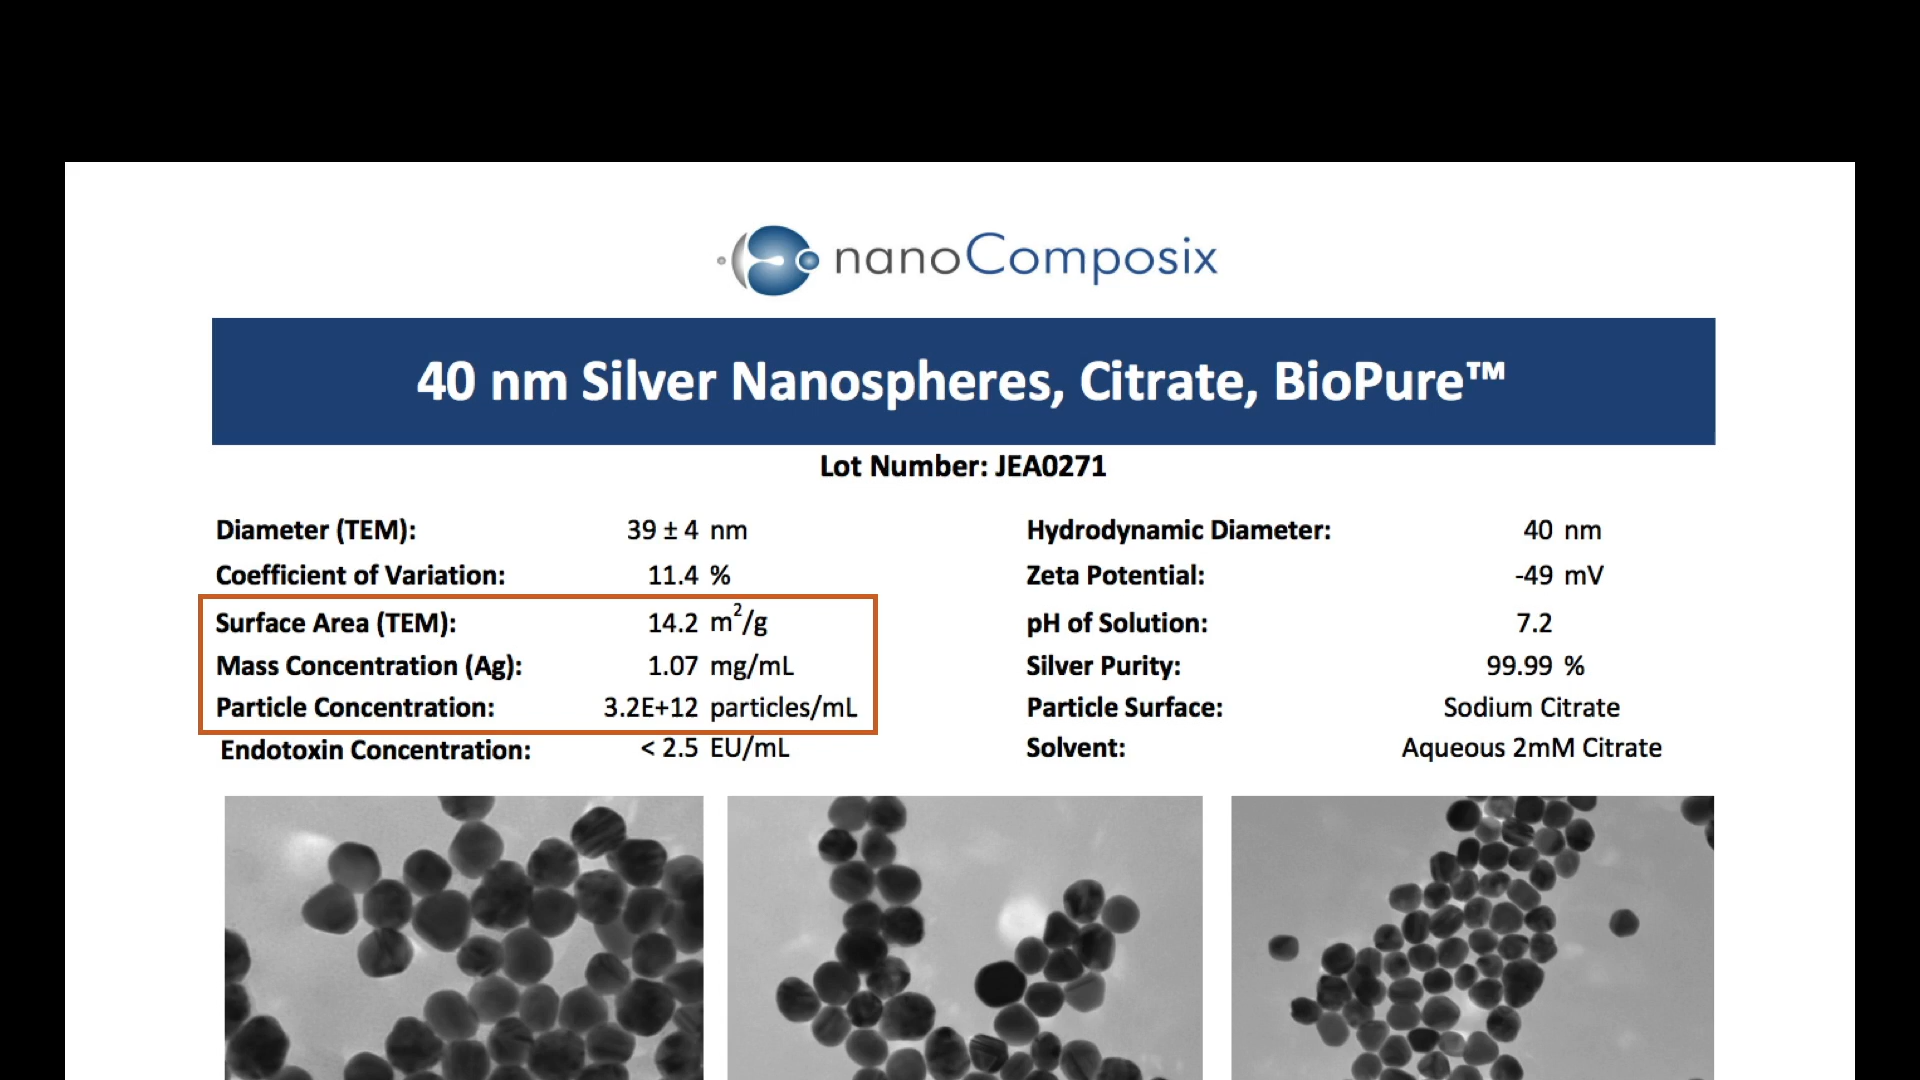 nanoComposix
40 nm Silver Nanospheres, Citrate, BioPure™
Lot Number: JEA0271
Diameter (TEM): 39 ± 4 nm Hydrodynamic Diameter: 40 nm
Coefficient of Variation: 11.4 % Zeta Potential: -49 mV
Surface Area (TEM): 14.2 m²/g pH of Solution: 7.2
Mass Concentration (Ag): 1.07 mg/mL Silver Purity: 99.99 %
Particle Concentration: 3.2E+12 particles/mL Particle Surface: Sodium Citrate
Endotoxin Concentration: < 2.5 EU/mL Solvent: Aqueous 2mM Citrate